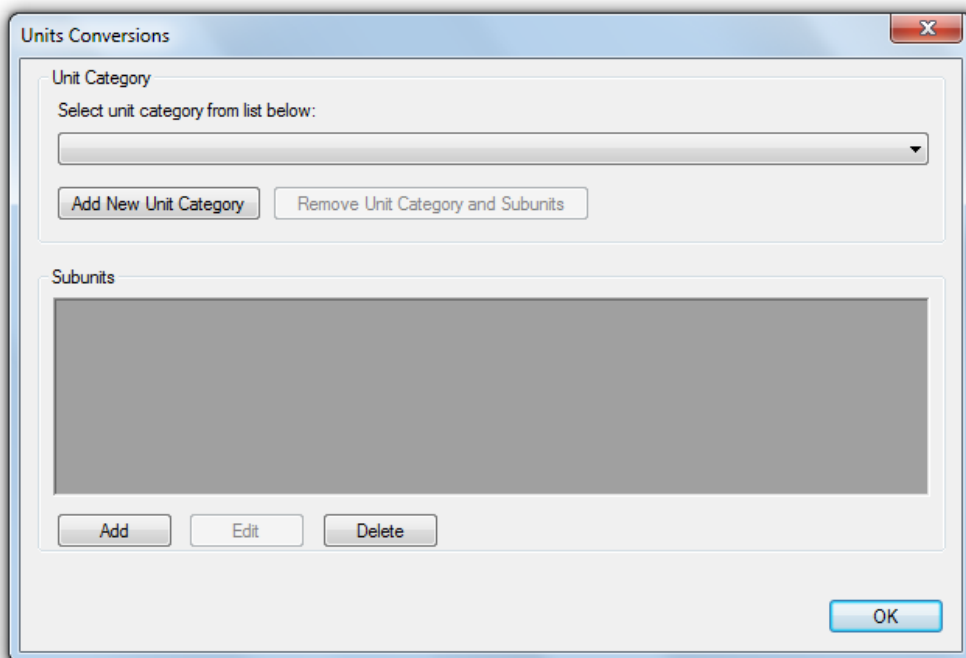 Units Conversions
Unit Category
Select unit category from list below:
Add New Unit Category
Remove Unit Category and Subunits
Subunits
Add
Edit
Delete
OK